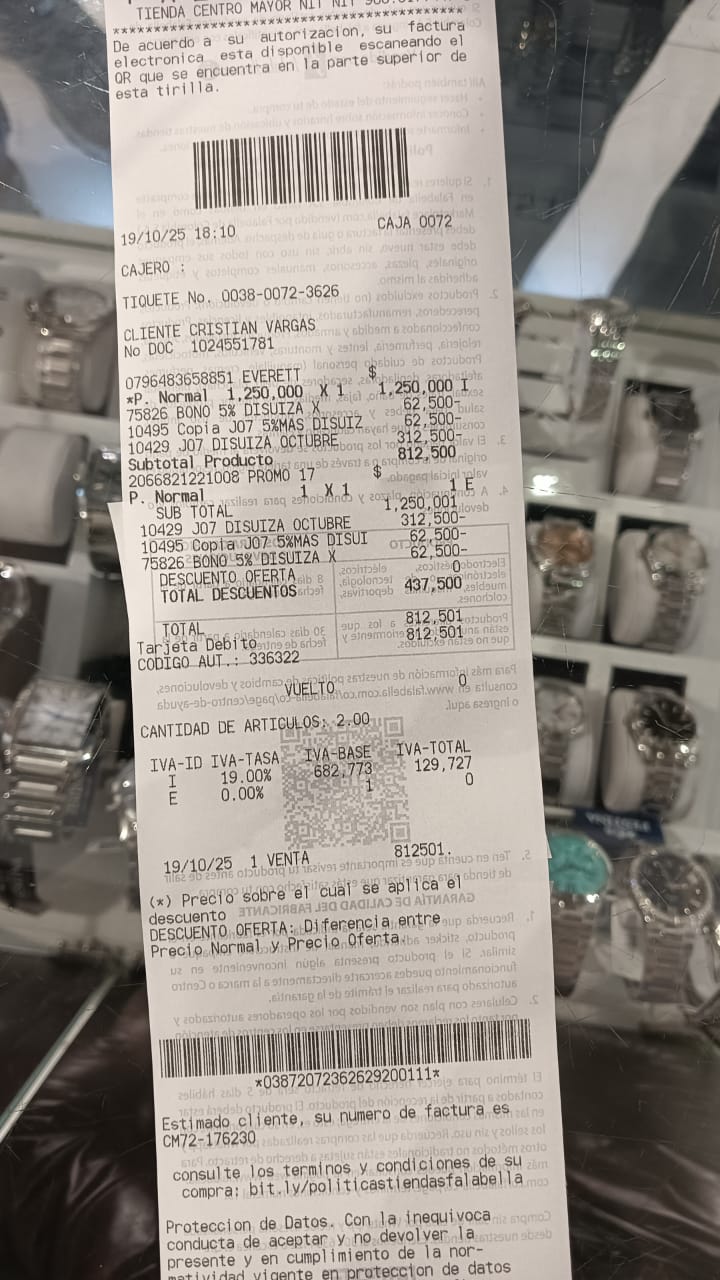 TIENDA CENTRO MAYOR NIT NIT
**********************************************
De acuerdo a su autorizacion, su factura
electronica esta disponible escaneando el
QR que se encuentra en la parte superior de
esta tirilla.
19/10/25 18:10 CAJA 0072
CAJERO :
TIQUETE No. 0038-0072-3626
CLIENTE CRISTIAN VARGAS
No DOC 1024551781
0796483658851 EVERETT $
*P. Normal 1,250,000 X 1 1,250,000 I
75826 BONO 5% DISUIZA X 62,500-
10495 Copia J07 5%MAS DISUIZ 62,500-
10429 J07 DISUIZA OCTUBRE 312,500-
Subtotal Producto 812,500
2066821221008 PROMO 17 $
P. Normal 1 X 1 1 E
SUB TOTAL 1,250,001
10429 J07 DISUIZA OCTUBRE 312,500-
10495 Copia J07 5%MAS DISUI 62,500-
75826 BONO 5% DISUIZA X 62,500-
DESCUENTO OFERTA 0
TOTAL DESCUENTOS 437,500
TOTAL 812,501
Tarjeta Debito 812,501
CODIGO AUT.: 336322
VUELTO 0
CANTIDAD DE ARTICULOS: 2.00
IVA-ID IVA-TASA IVA-BASE IVA-TOTAL
I 19.00% 682,773 129,727
E 0.00% 1 0
19/10/25 1 VENTA 812501.
(*) Precio sobre el cual se aplica el
descuento
DESCUENTO OFERTA: Diferencia entre
Precio Normal y Precio Oferta.
*03872072362629200111*
Estimado cliente, su numero de factura es
CM72-176230
consulte los terminos y condiciones de su
compra: bit.ly/politicastiendasfalabella
Proteccion de Datos. Con la inequivoca
conducta de aceptar y no devolver la
presente y en cumplimiento de la nor-
matividad vigente en proteccion de datos